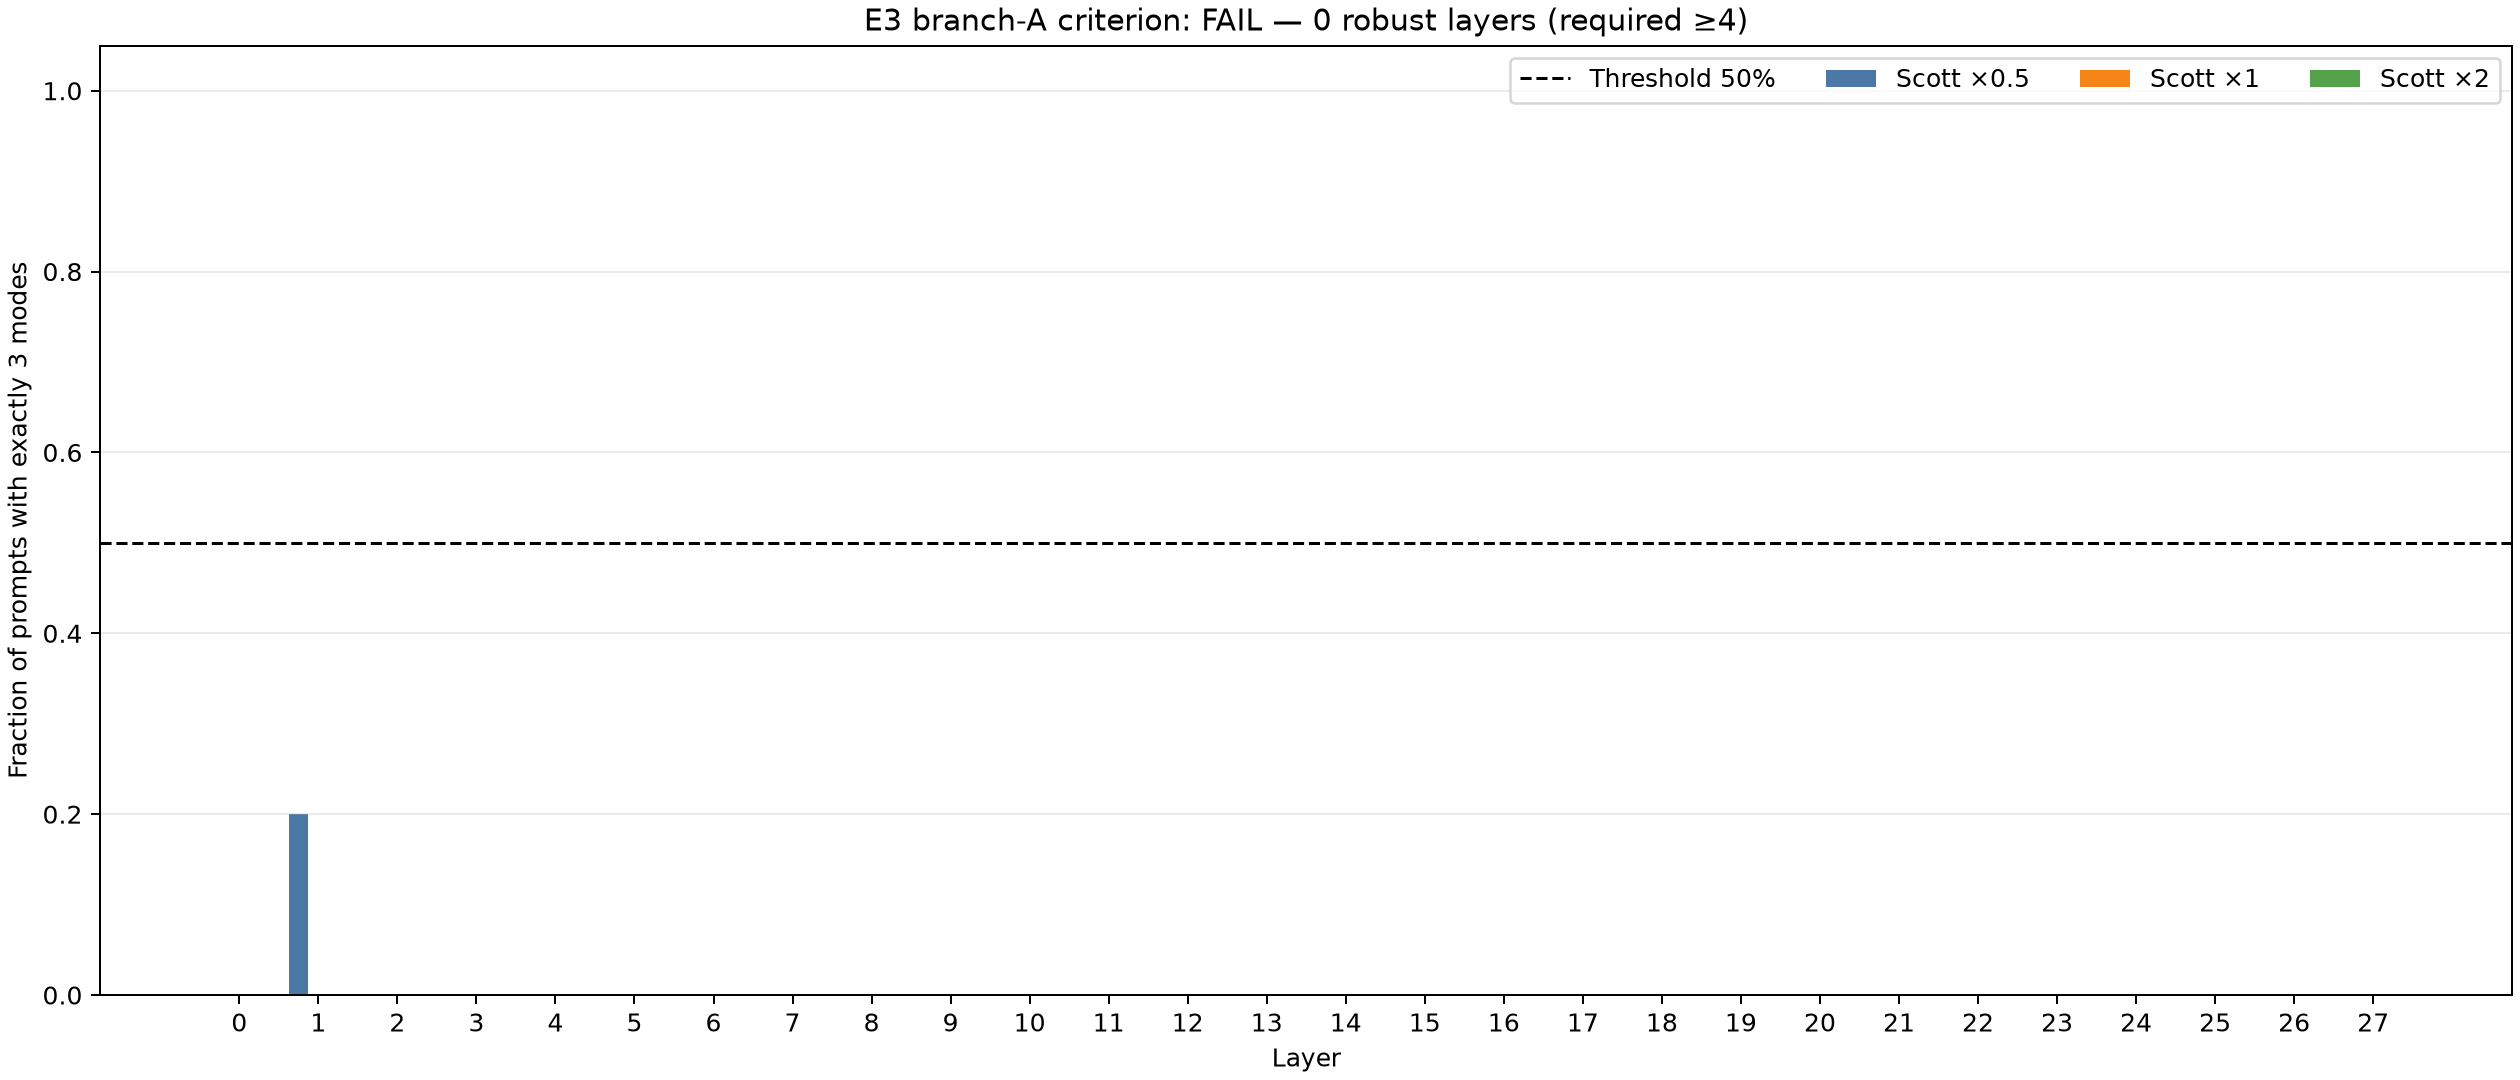 E3 branch-A criterion: FAIL — 0 robust layers (required ≥4)
Threshold 50% Scott ×0.5 Scott ×1 Scott ×2
Fraction of prompts with exactly 3 modes
1.0
0.8
0.6
0.4
0.2
0.0
0 1 2 3 4 5 6 7 8 9 10 11 12 13 14 15 16 17 18 19 20 21 22 23 24 25 26 27
Layer